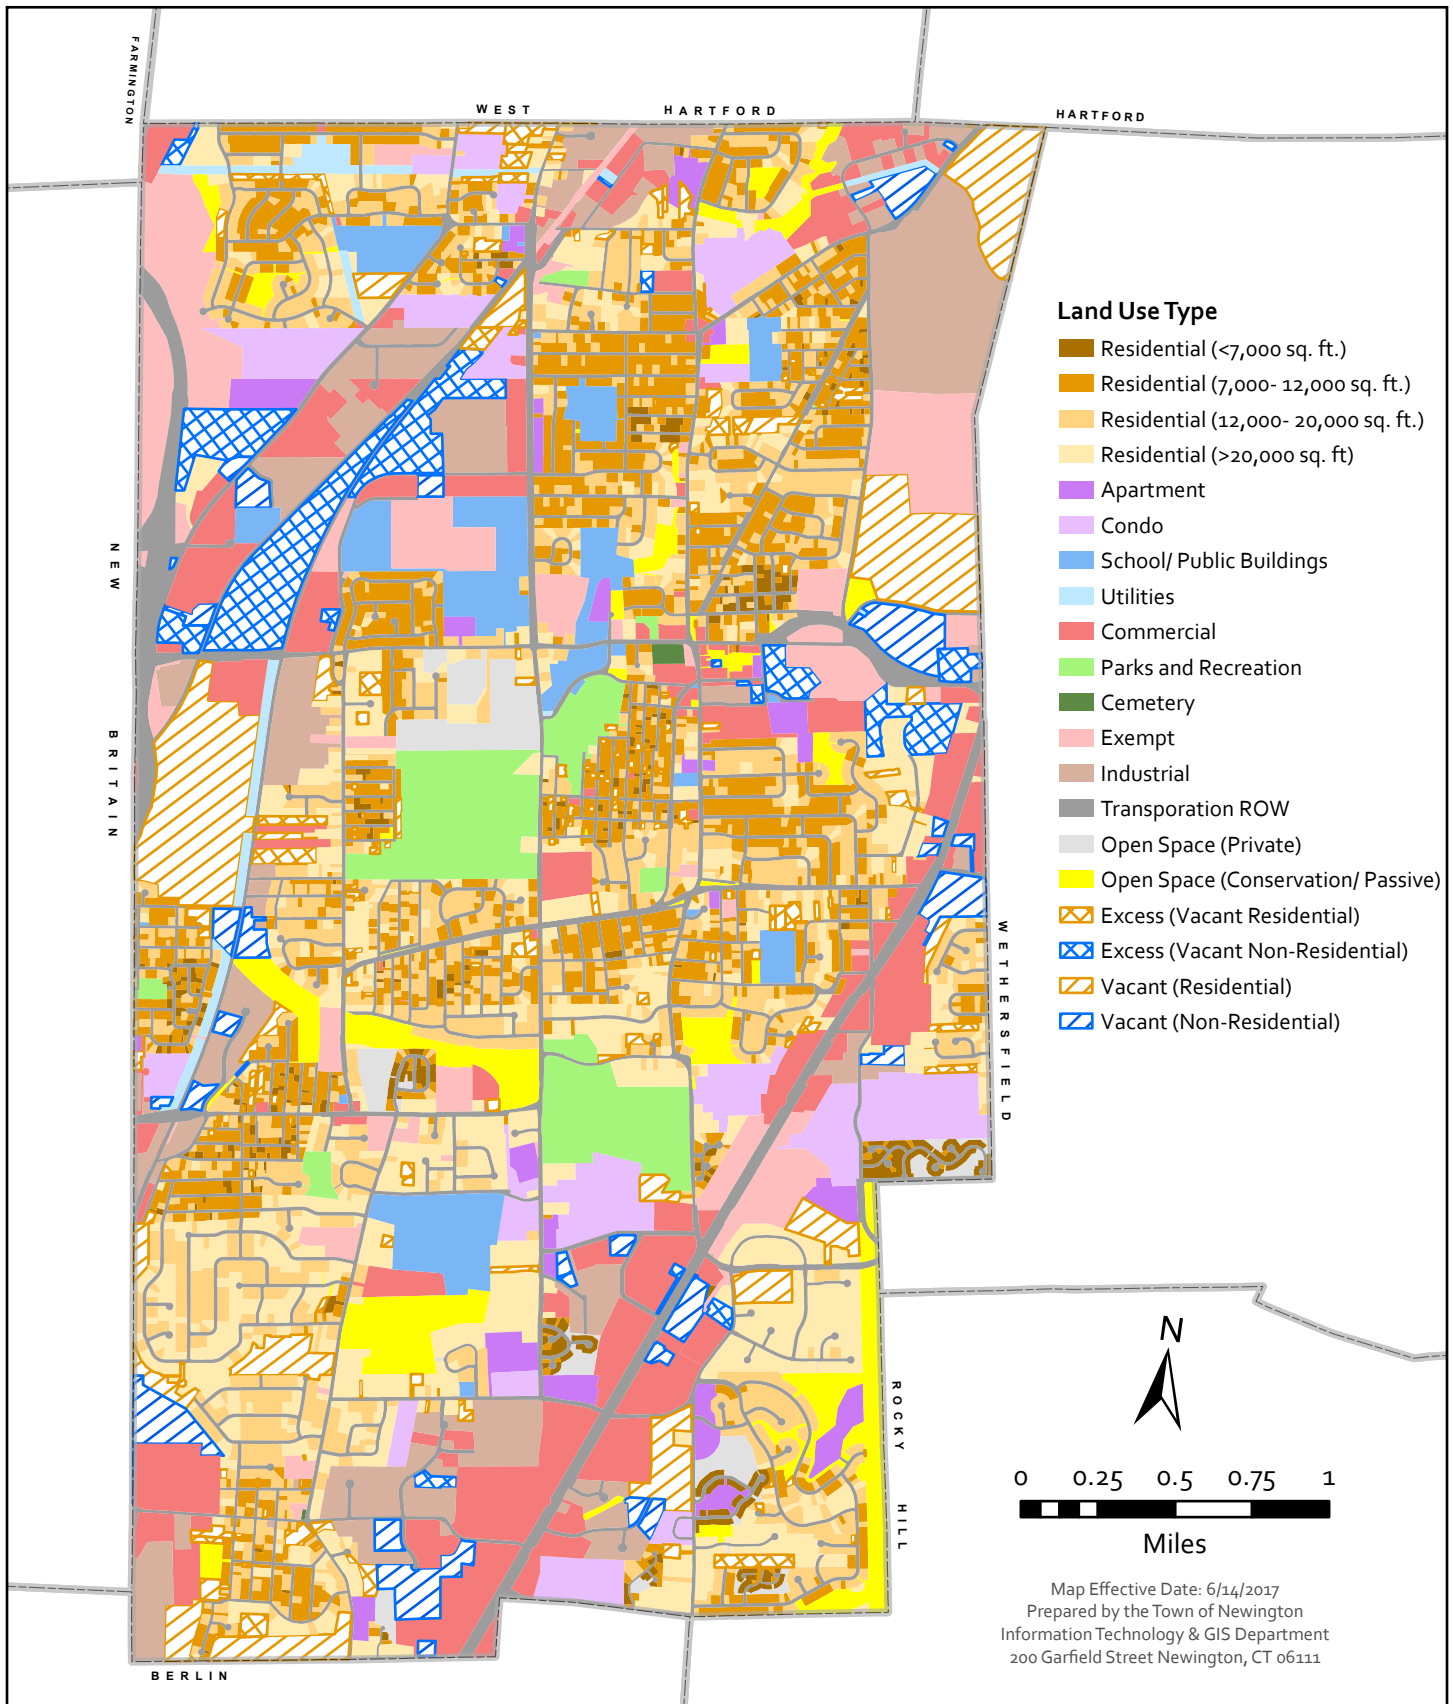 FARMINGTON
WEST HARTFORD
HARTFORD
NEW BRITAIN
Land Use Type
Residential (<7,000 sq. ft.)
Residential (7,000- 12,000 sq. ft.)
Residential (12,000- 20,000 sq. ft.)
Residential (>20,000 sq. ft)
Apartment
Condo
School/ Public Buildings
Utilities
Commercial
Parks and Recreation
Cemetery
Exempt
Industrial
Transporation ROW
Open Space (Private)
Open Space (Conservation/ Passive)
Excess (Vacant Residential)
Excess (Vacant Non-Residential)
Vacant (Residential)
Vacant (Non-Residential)
WETHERSFIELD
N
ROCKY HILL
0 0.25 0.5 0.75 1
Miles
Map Effective Date: 6/14/2017
Prepared by the Town of Newington
Information Technology & GIS Department
200 Garfield Street Newington, CT 06111
BERLIN